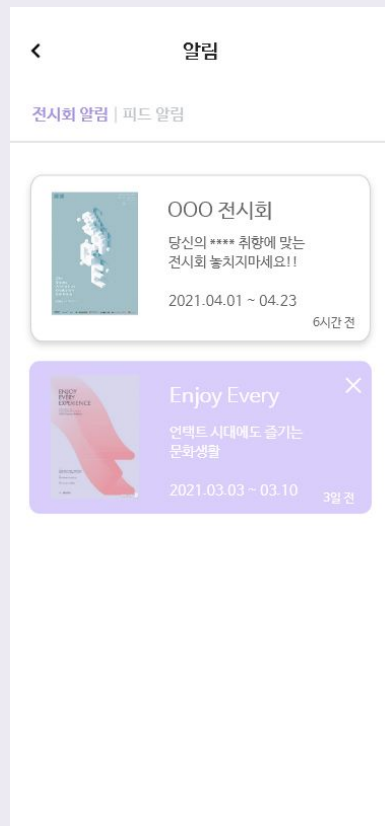 알림
전시회 알림 | 피드 알림
OOO 전시회
당신의 **** 취향에 맞는
전시회 놓치지마세요!!
2021.04.01 ~ 04.23
6시간 전
ENJOY
EVERY
EXPERIENCE
Enjoy Every
언택트 시대에도 즐기는
문화생활
2021.03.03 ~ 03.10
3일 전